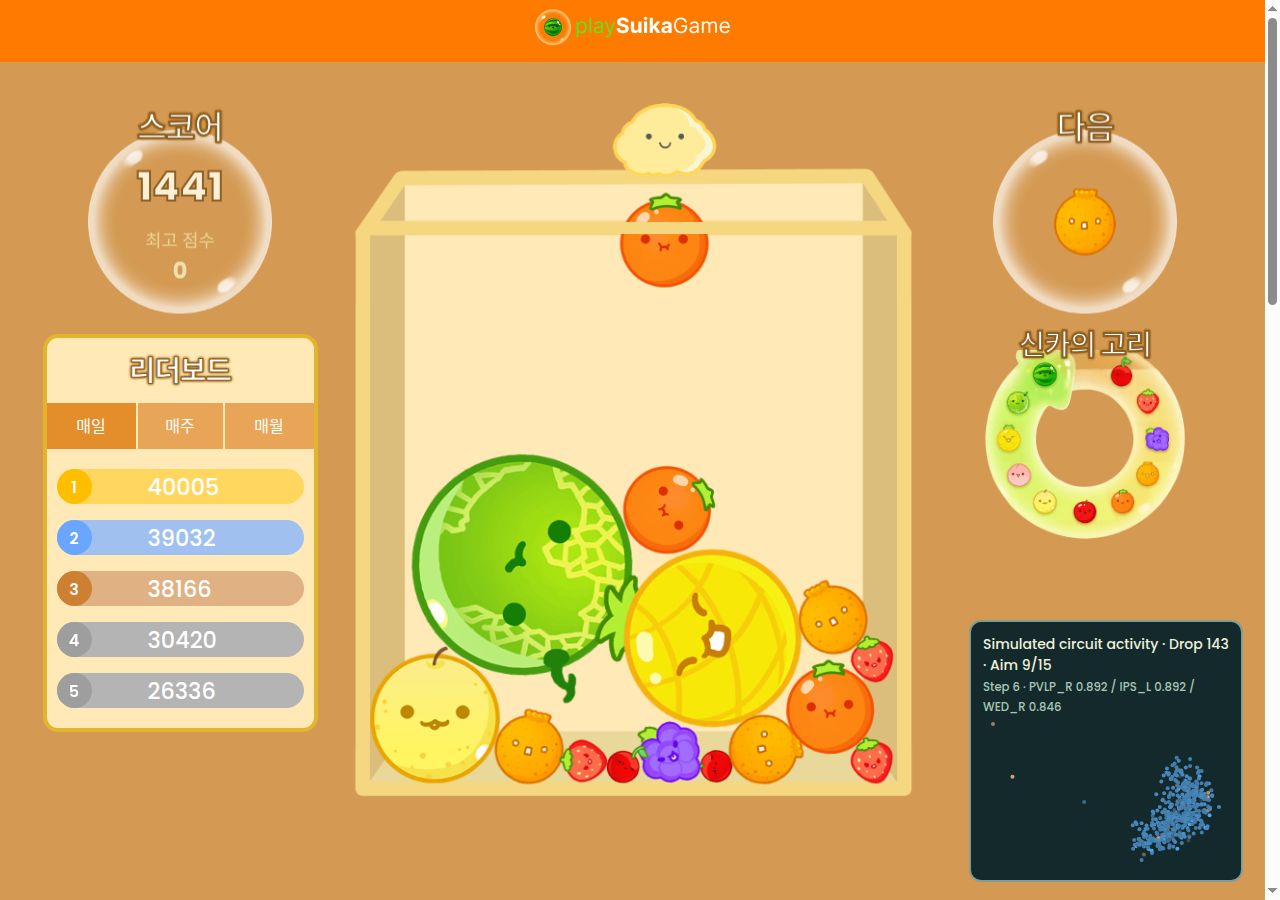 playSuikaGame
스코어
1441
최고 점수
0
다음
신카의 고리
리더보드
매일 매주 매월
1 40005
2 39032
3 38166
4 30420
5 26336
Simulated circuit activity · Drop 143
· Aim 9/15
Step 6 · PVLP_R 0.892 / IPS_L 0.892 /
WED_R 0.846